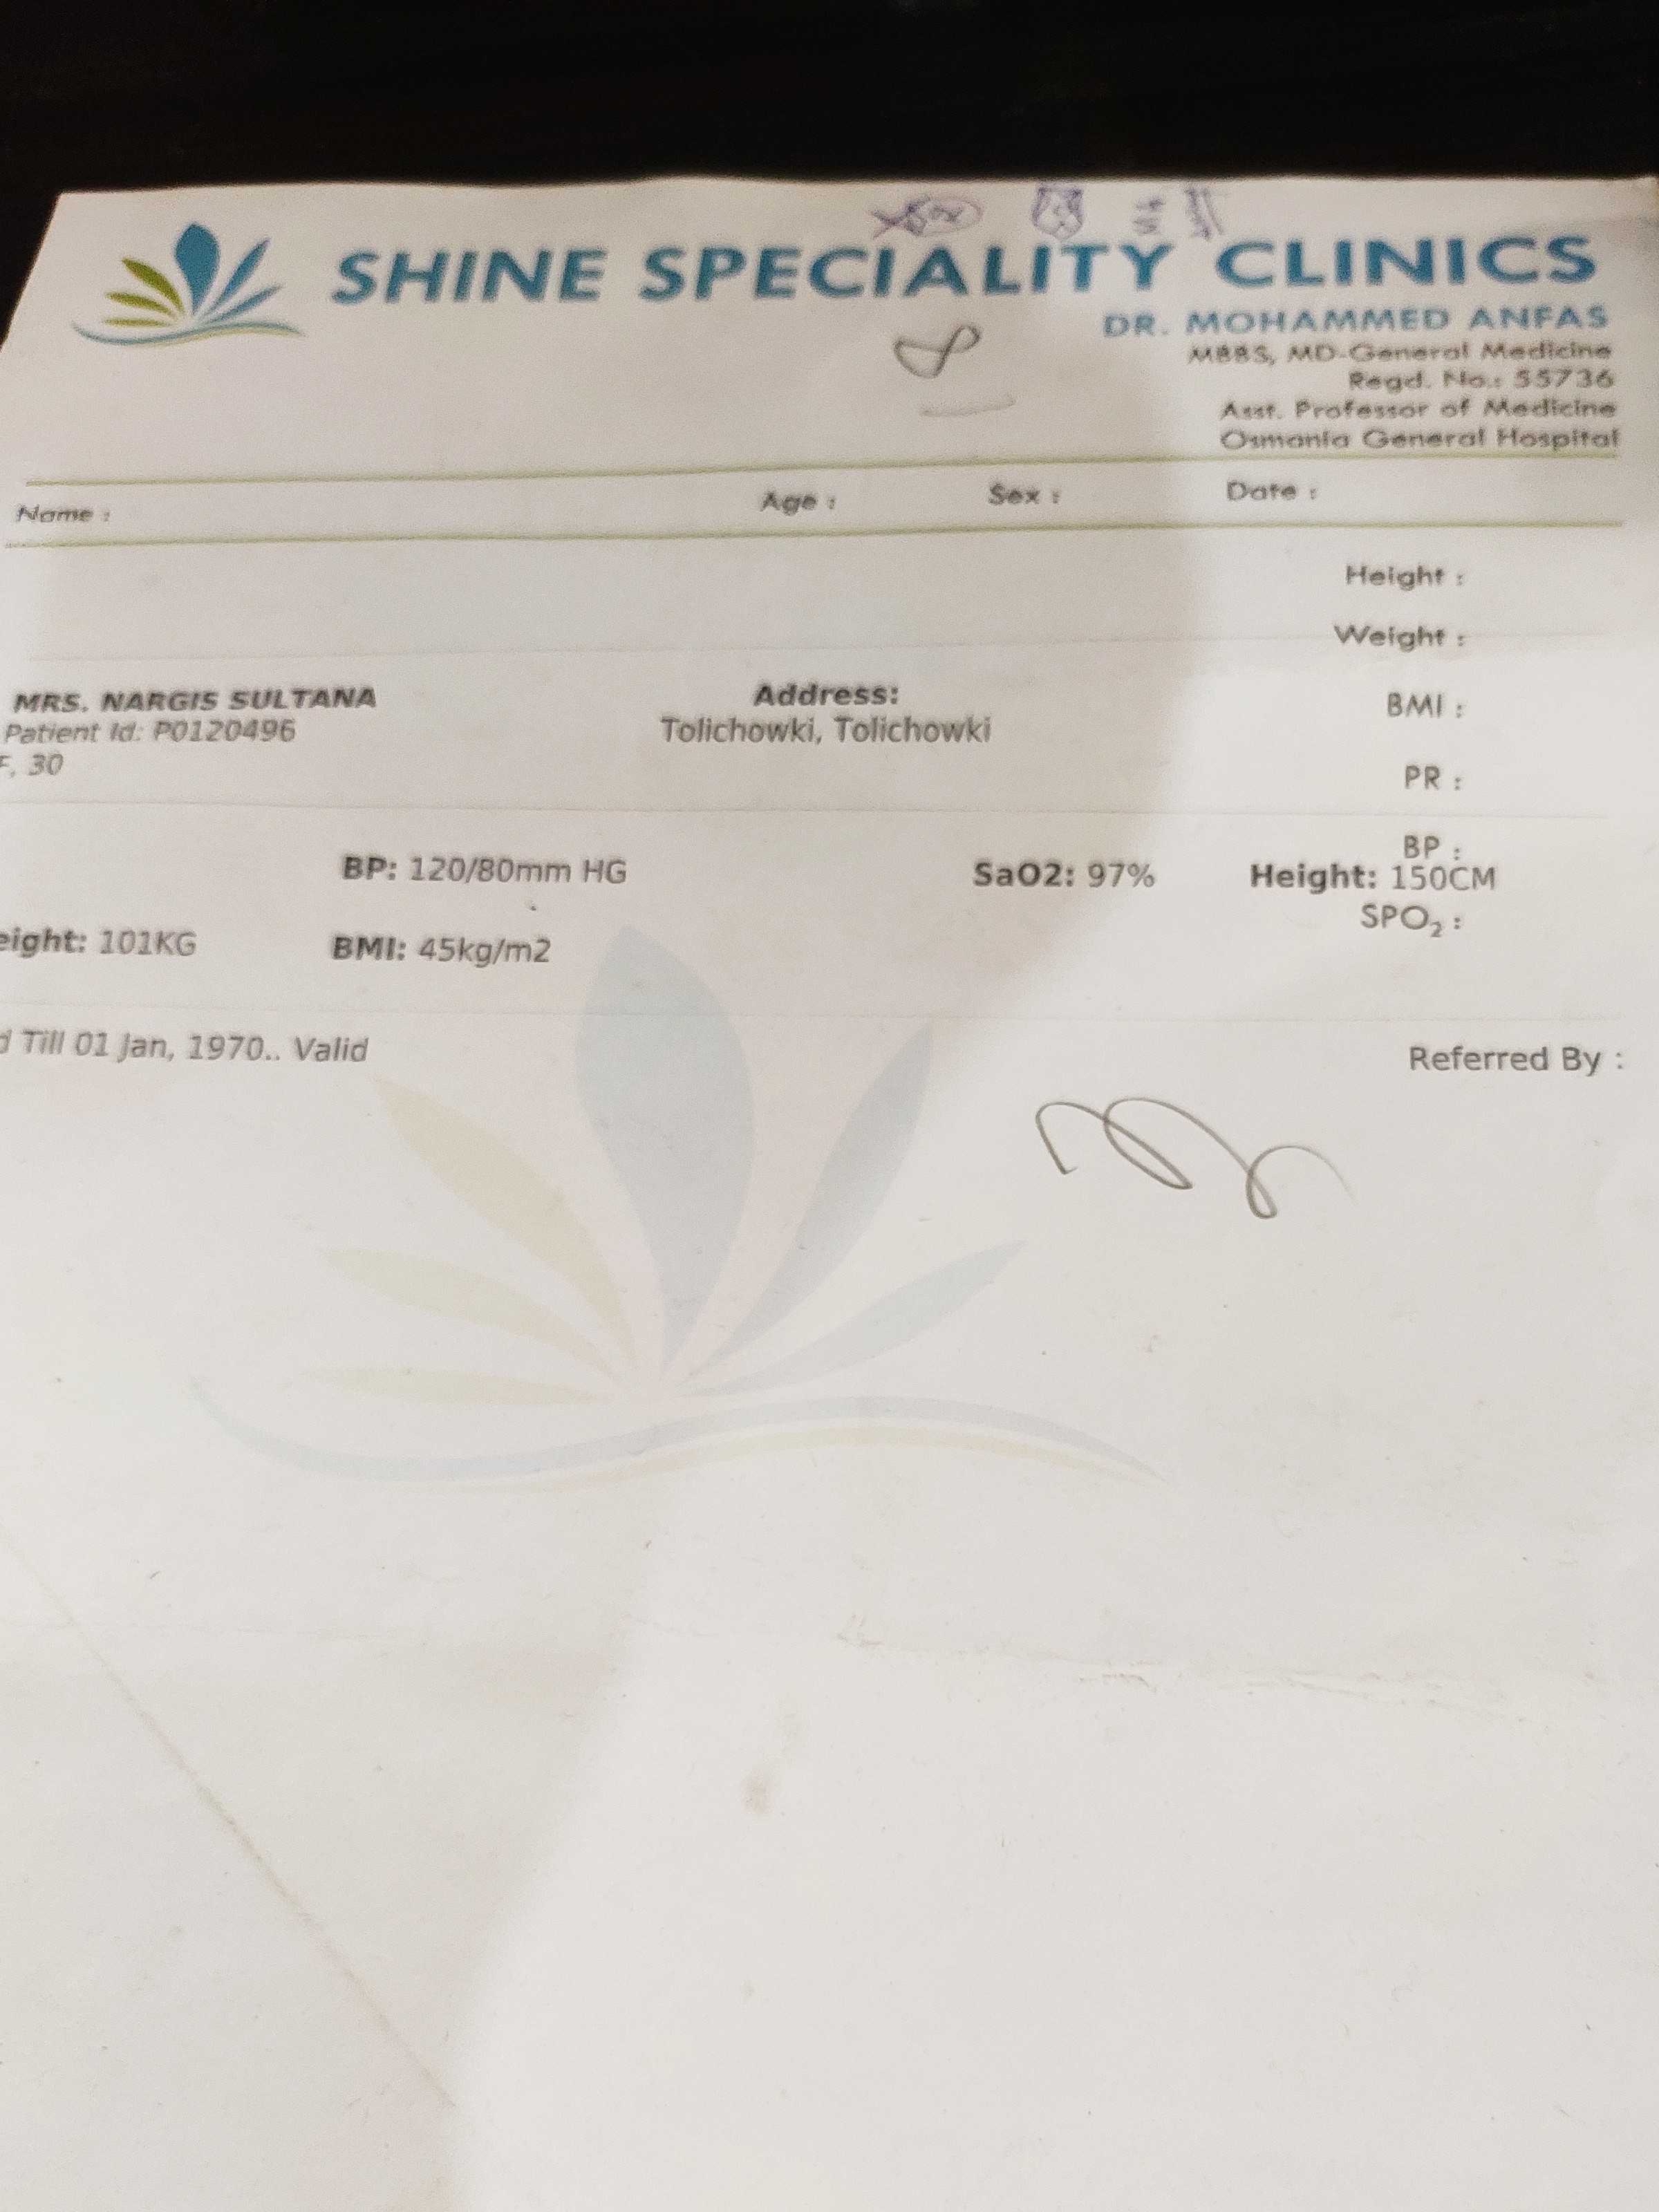 SHINE SPECIALITY CLINICS
DR. MOHAMMED ANFAS
MBBS, MD-General Medicine
Regd. No.: 55736
Asst. Professor of Medicine
Osmania General Hospital
Name : Age : Sex : Date :
Height :
Weight :
MRS. NARGIS SULTANA Address: BMI :
Patient Id: P0120496 Tolichowki, Tolichowki
F, 30 PR :
BP :
BP: 120/80mm HG SaO2: 97% Height: 150CM
SPO2 :
eight: 101KG BMI: 45kg/m2
d Till 01 Jan, 1970.. Valid Referred By :